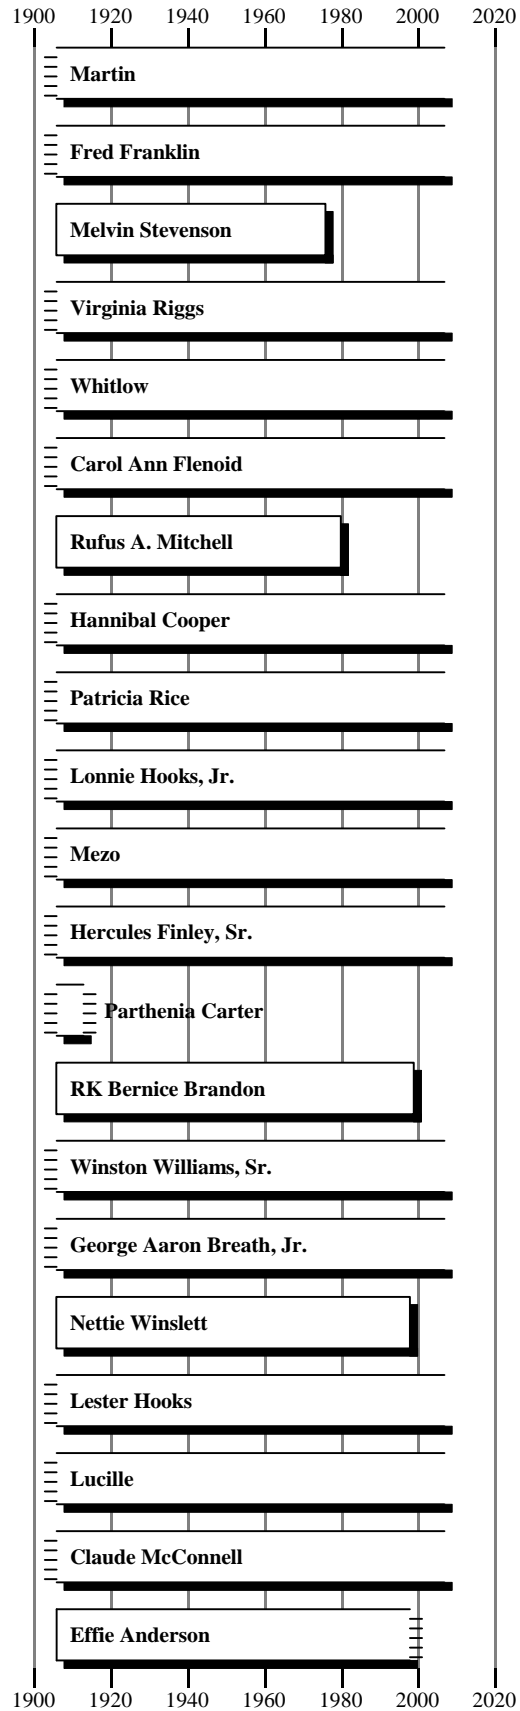 1900 1920 1940 1960 1980 2000 2020
Martin
Fred Franklin
Melvin Stevenson
Virginia Riggs
Whitlow
Carol Ann Flenoid
Rufus A. Mitchell
Hannibal Cooper
Patricia Rice
Lonnie Hooks, Jr.
Mezo
Hercules Finley, Sr.
Parthenia Carter
RK Bernice Brandon
Winston Williams, Sr.
George Aaron Breath, Jr.
Nettie Winslett
Lester Hooks
Lucille
Claude McConnell
Effie Anderson
1900 1920 1940 1960 1980 2000 2020